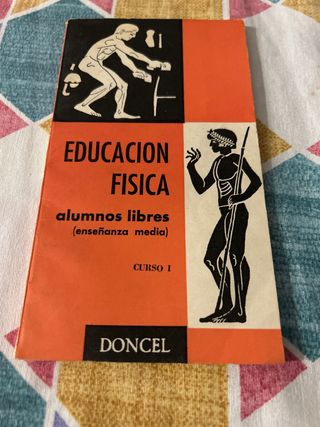 EDUCACION
FISICA
alumnos libres
(enseñanza media)
CURSO I
DONCEL